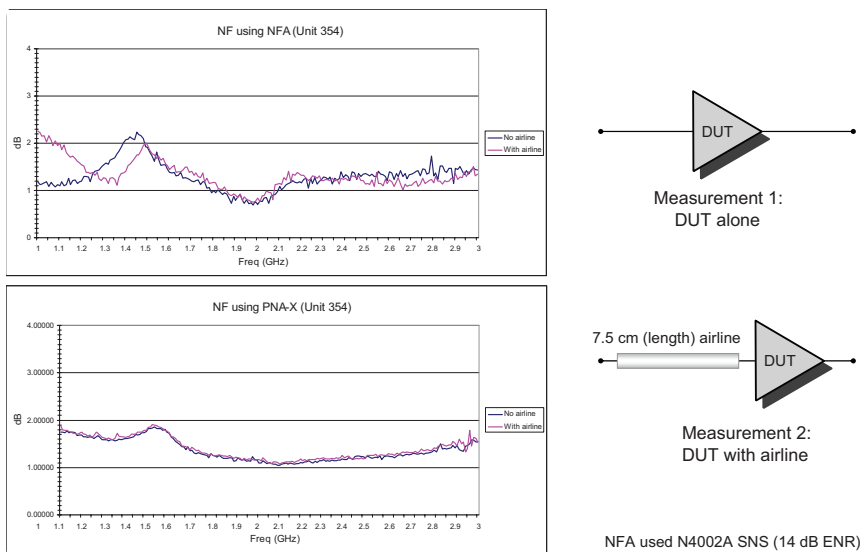 NF using NFA (Unit 354)
4
3
2
1
0
dB
1 1.1 1.2 1.3 1.4 1.5 1.6 1.7 1.8 1.9 2 2.1 2.2 2.3 2.4 2.5 2.6 2.7 2.8 2.9 3
Freq (GHz)
No airline
With airline
DUT
Measurement 1:
DUT alone
NF using PNA-X (Unit 354)
4.00000
3.00000
2.00000
1.00000
0.00000
dB
1 1.1 1.2 1.3 1.4 1.5 1.6 1.7 1.8 1.9 2 2.1 2.2 2.3 2.4 2.5 2.6 2.7 2.8 2.9 3
Freq (GHz)
No airline
With airline
7.5 cm (length) airline
DUT
Measurement 2:
DUT with airline
NFA used N4002A SNS (14 dB ENR)